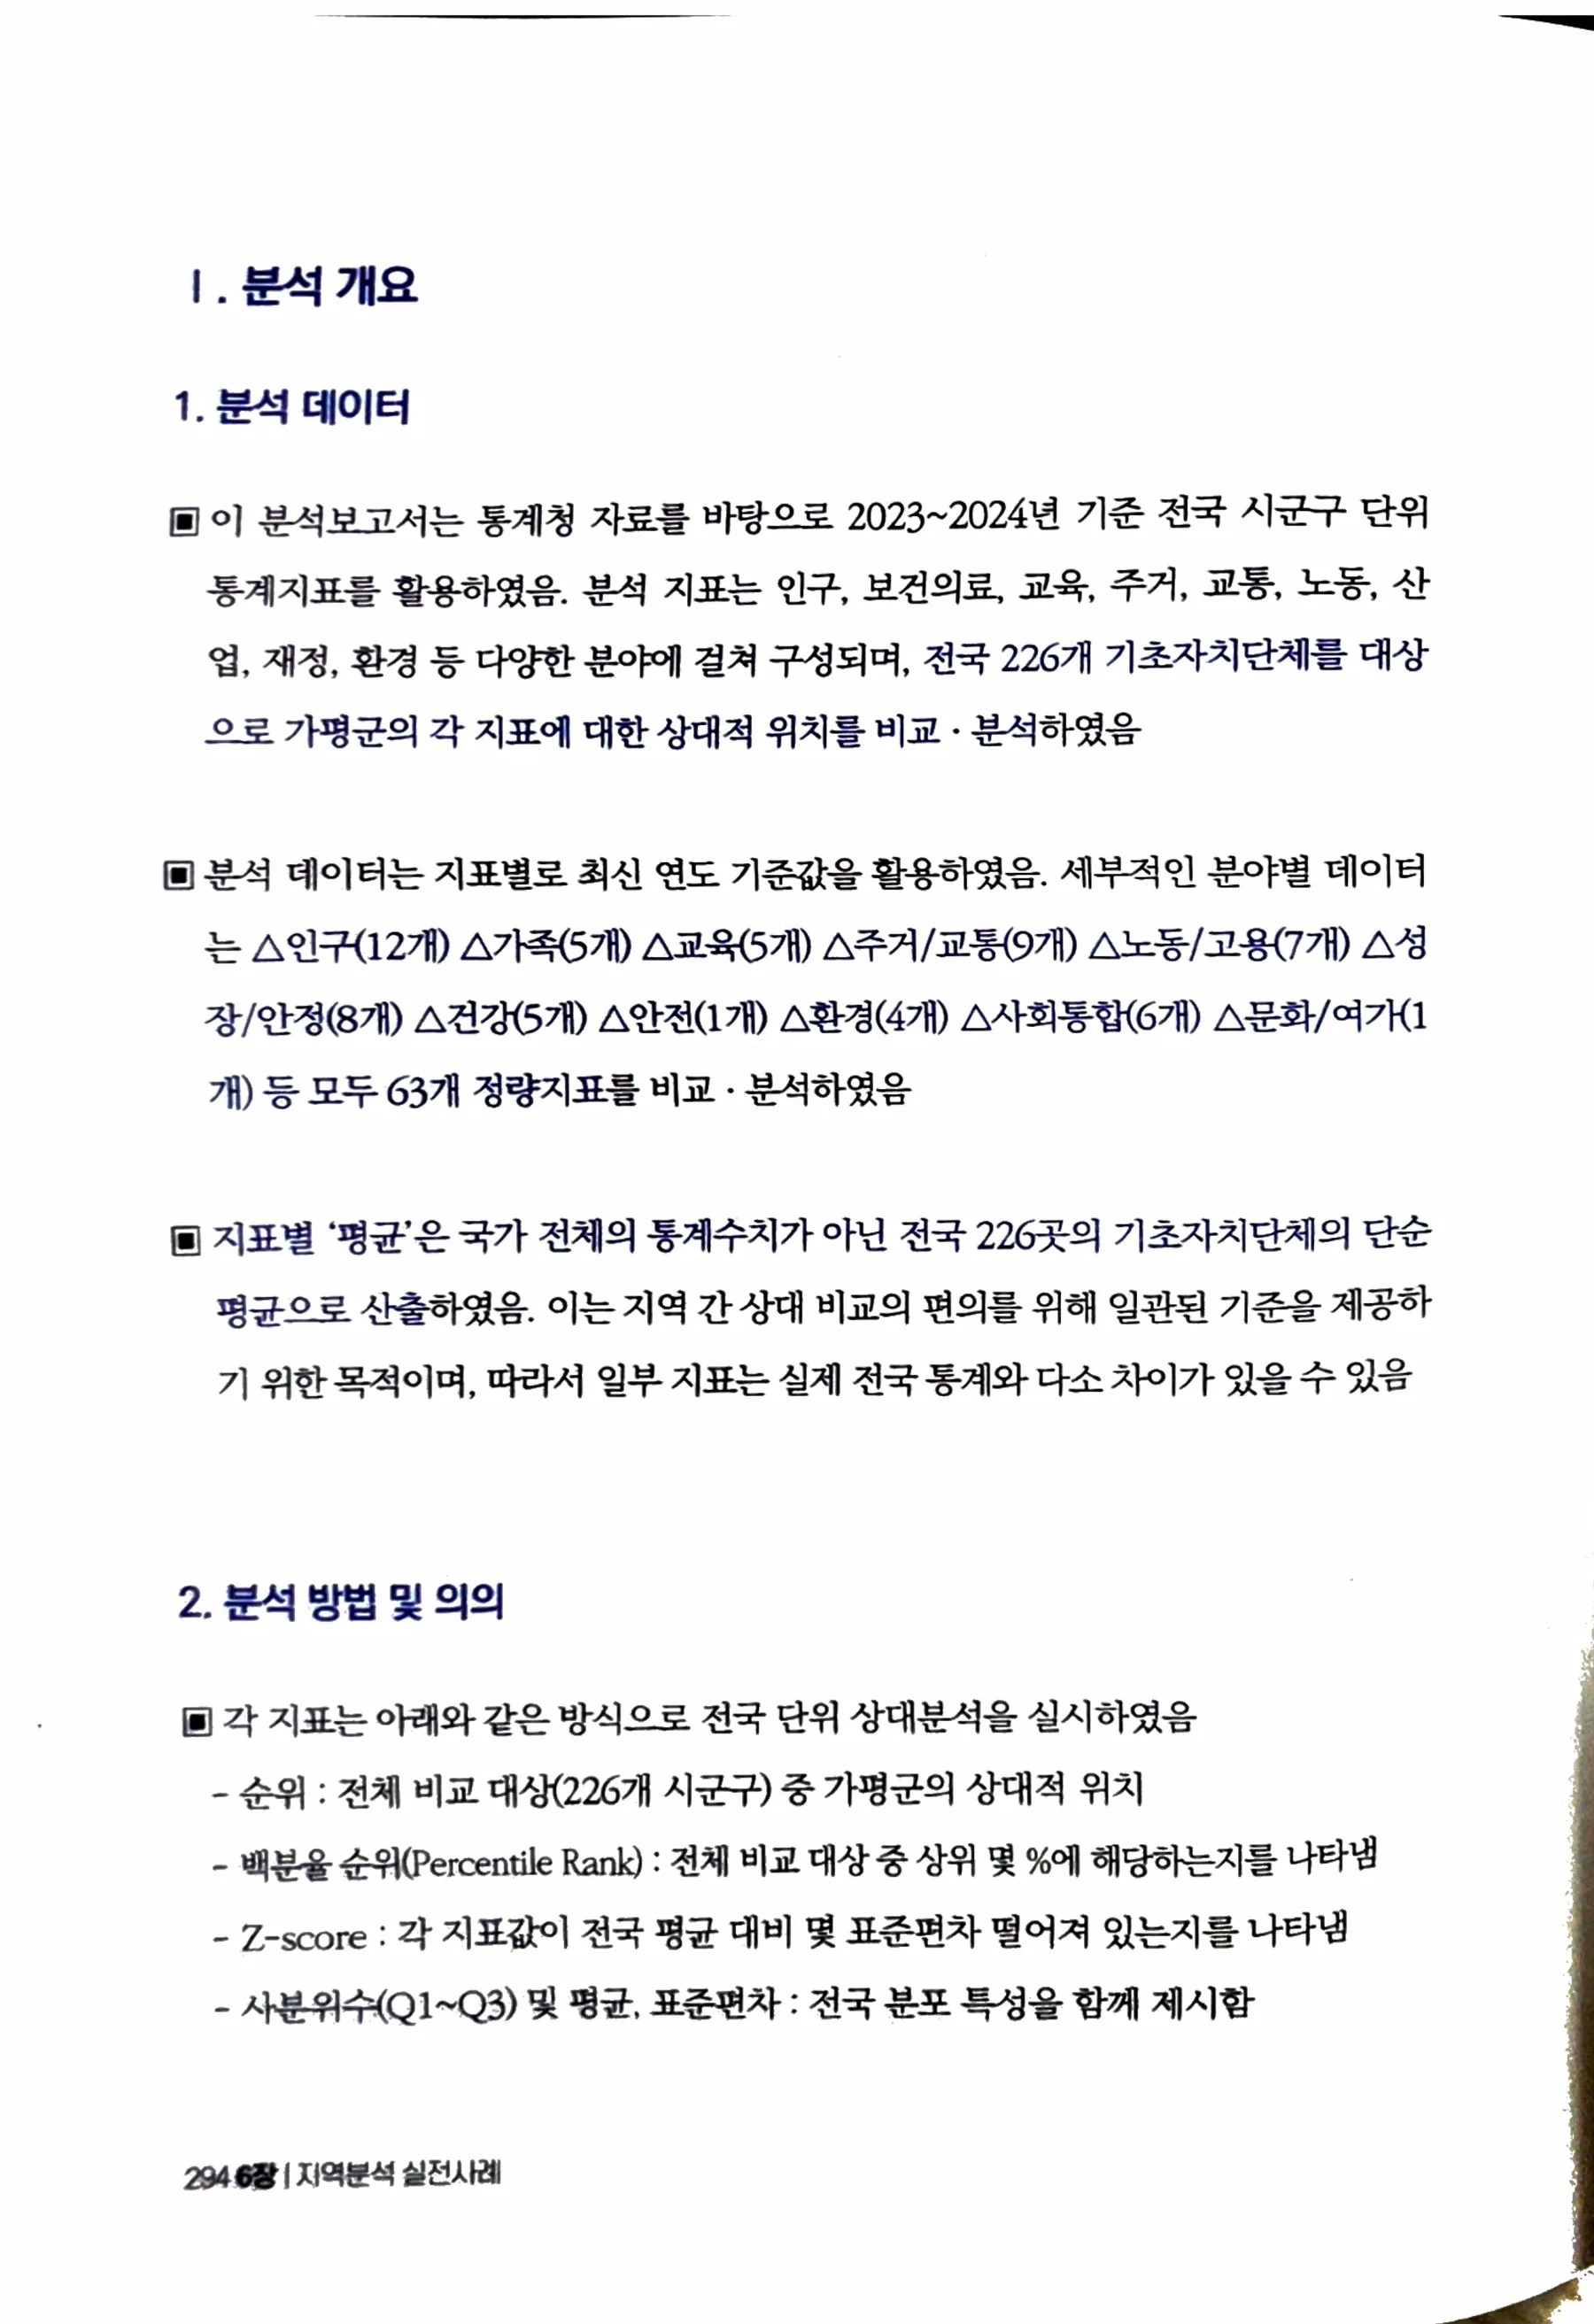 Ⅰ. 분석 개요
1. 분석 데이터
▣ 이 분석보고서는 통계청 자료를 바탕으로 2023~2024년 기준 전국 시군구 단위
통계지표를 활용하였음. 분석 지표는 인구, 보건의료, 교육, 주거, 교통, 노동, 산
업, 재정, 환경 등 다양한 분야에 걸쳐 구성되며, 전국 226개 기초자치단체를 대상
으로 가평군의 각 지표에 대한 상대적 위치를 비교·분석하였음
▣ 분석 데이터는 지표별로 최신 연도 기준값을 활용하였음. 세부적인 분야별 데이터
는 △인구(12개) △가족(5개) △교육(5개) △주거/교통(9개) △노동/고용(7개) △성
장/안정(8개) △건강(5개) △안전(1개) △환경(4개) △사회통합(6개) △문화/여가(1
개) 등 모두 63개 정량지표를 비교·분석하였음
▣ 지표별 ‘평균’은 국가 전체의 통계수치가 아닌 전국 226곳의 기초자치단체의 단순
평균으로 산출하였음. 이는 지역 간 상대 비교의 편의를 위해 일관된 기준을 제공하
기 위한 목적이며, 따라서 일부 지표는 실제 전국 통계와 다소 차이가 있을 수 있음
2. 분석 방법 및 의의
▣ 각 지표는 아래와 같은 방식으로 전국 단위 상대분석을 실시하였음
- 순위 : 전체 비교 대상(226개 시군구) 중 가평군의 상대적 위치
- 백분율 순위(Percentile Rank) : 전체 비교 대상 중 상위 몇 %에 해당하는지를 나타냄
- Z-score : 각 지표값이 전국 평균 대비 몇 표준편차 떨어져 있는지를 나타냄
- 사분위수(Q1~Q3) 및 평균, 표준편차 : 전국 분포 특성을 함께 제시함
294 6장 | 지역분석 실전사례